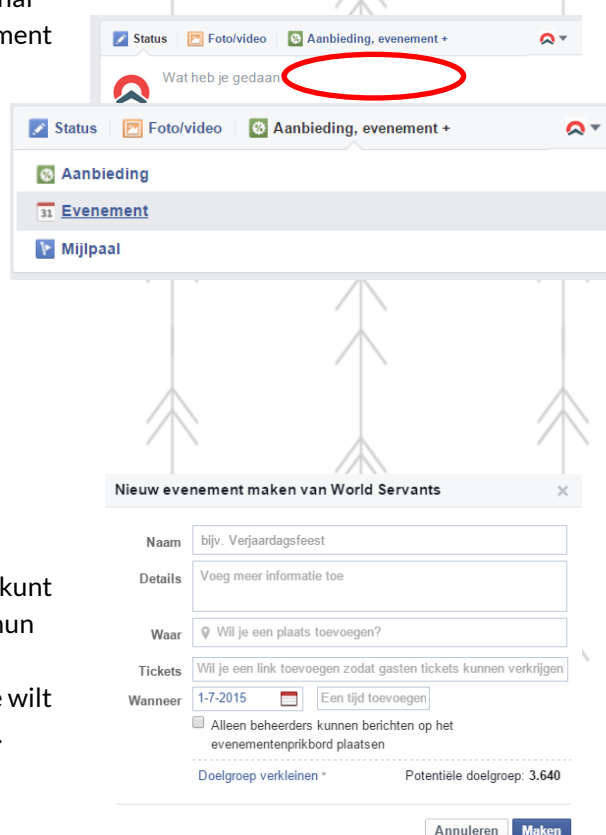 ment
Status Foto/video Aanbieding, evenement +
Wat heb je gedaan
Status Foto/video Aanbieding, evenement +
Aanbieding
31 Evenement
Mijlpaal
Nieuw evenement maken van World Servants ×
Naam bijv. Verjaardagsfeest
Details Voeg meer informatie toe
kunt
Waar Wil je een plaats toevoegen?
Tickets Wil je een link toevoegen zodat gasten tickets kunnen verkrijgen
wilt
Wanneer 1-7-2015 Een tijd toevoegen
Alleen beheerders kunnen berichten op het
evenementenprikbord plaatsen
Doelgroep verkleinen Potentiële doelgroep: 3.640
Annuleren Maken